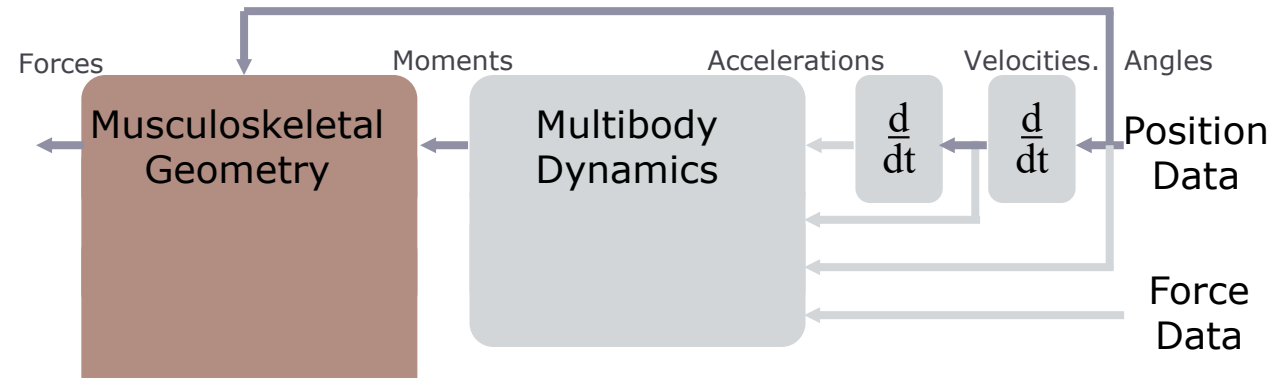 Forces
Moments
Accelerations
Velocities.
Angles
Musculoskeletal
Geometry
Multibody
Dynamics
d
dt
d
dt
Position
Data
Force
Data